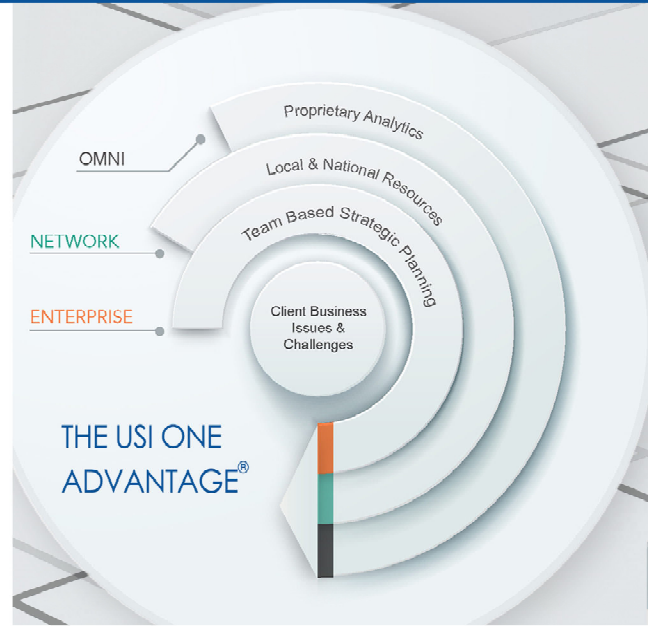 Proprietary Analytics
OMNI
Local & National Resources
Team Based Strategic Planning
NETWORK
ENTERPRISE
Client Business
Issues &
Challenges
THE USI ONE
ADVANTAGE®